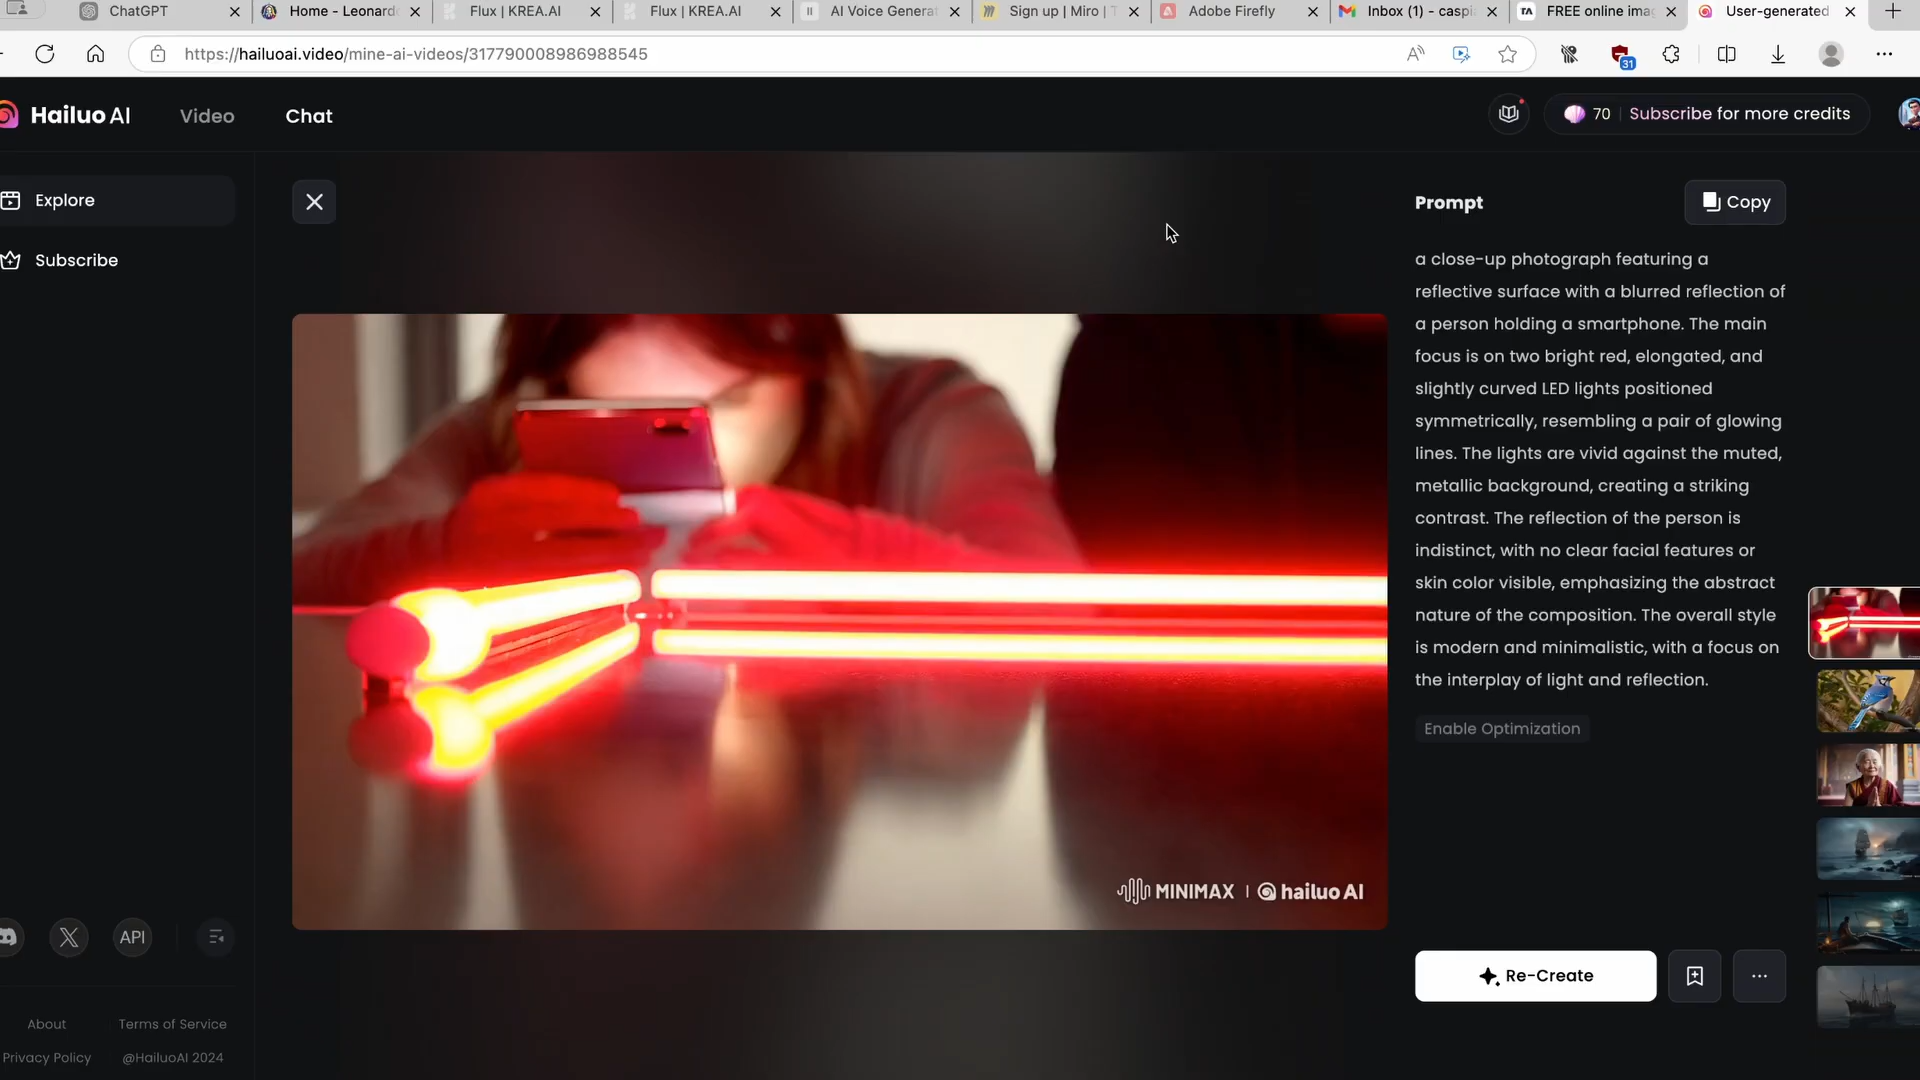 ChatGPT
Home - Leonard
Flux | KREA.AI
Flux | KREA.AI
AI Voice Generat
Sign up | Miro | T
Adobe Firefly
Inbox (1) - caspi
FREE online imag
User-generated
https://hailuoai.video/mine-ai-videos/317790008986988545
31
Hailuo AI
Video
Chat
70
Subscribe for more credits
Explore
Subscribe
Prompt
Copy
a close-up photograph featuring a
reflective surface with a blurred reflection of
a person holding a smartphone. The main
focus is on two bright red, elongated, and
slightly curved LED lights positioned
symmetrically, resembling a pair of glowing
lines. The lights are vivid against the muted,
metallic background, creating a striking
contrast. The reflection of the person is
indistinct, with no clear facial features or
skin color visible, emphasizing the abstract
nature of the composition. The overall style
is modern and minimalistic, with a focus on
the interplay of light and reflection.
Enable Optimization
MINIMAX | hailuo AI
Re-Create
API
About
Terms of Service
Privacy Policy
@HailuoAI 2024